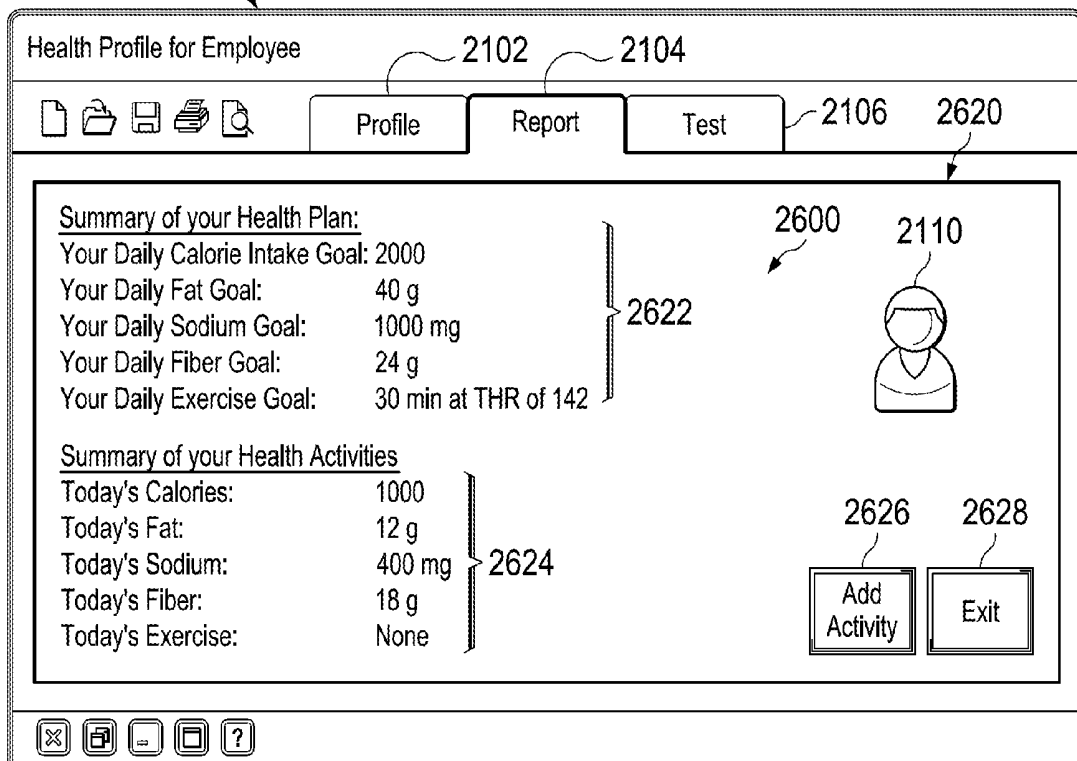 Health Profile for Employee
2102
2104
Profile
Report
Test
2106
2620
Summary of your Health Plan:
Your Daily Calorie Intake Goal: 2000
Your Daily Fat Goal: 40 g
Your Daily Sodium Goal: 1000 mg
Your Daily Fiber Goal: 24 g
Your Daily Exercise Goal: 30 min at THR of 142
2622
2600
2110
Summary of your Health Activities
Today's Calories: 1000
Today's Fat: 12 g
Today's Sodium: 400 mg
Today's Fiber: 18 g
Today's Exercise: None
2624
2626
2628
Add
Activity
Exit
?